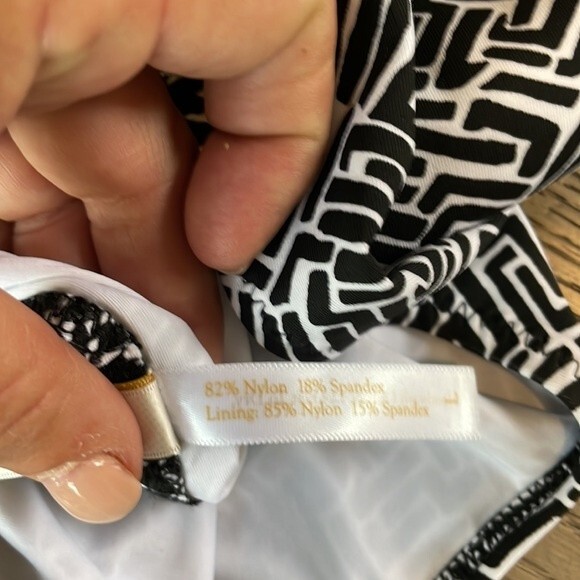 82% Nylon 18% Spandex
Lining: 85% Nylon 15% Spandex
L